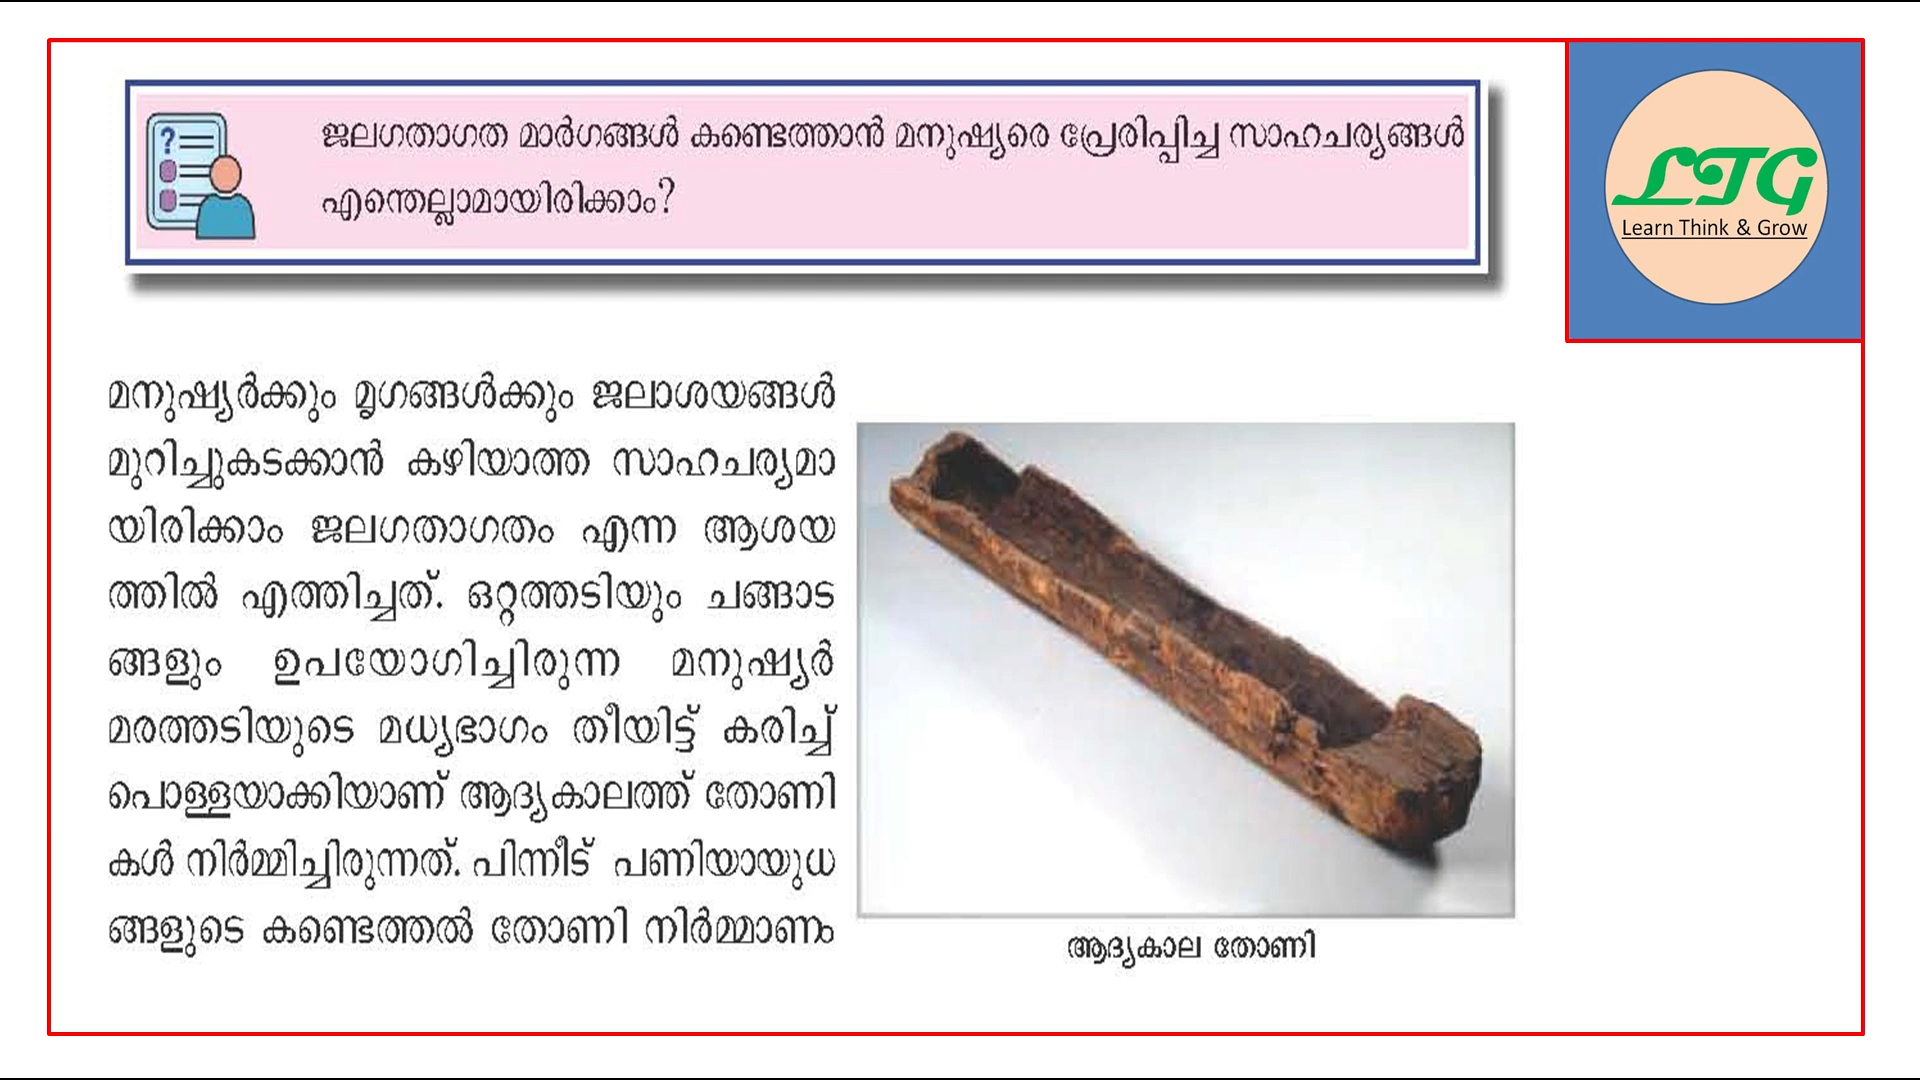 ജലഗതാഗത മാർഗങ്ങൾ കണ്ടെത്താൻ മനുഷ്യരെ പ്രേരിപ്പിച്ച സാഹചര്യങ്ങൾ
എന്തെല്ലാമായിരിക്കാം?
?
LTG
Learn Think & Grow
മനുഷ്യർക്കും മൃഗങ്ങൾക്കും ജലാശയങ്ങൾ
മുറിച്ചുകടക്കാൻ കഴിയാത്ത സാഹചര്യമാ
യിരിക്കാം ജലഗതാഗതം എന്ന ആശയ
ത്തിൽ എത്തിച്ചത്. ഒറ്റത്തടിയും ചങ്ങാട
ങ്ങളും ഉപയോഗിച്ചിരുന്ന മനുഷ്യർ
മരത്തടിയുടെ മധ്യഭാഗം തീയിട്ട് കരിച്ച്
പൊള്ളയാക്കിയാണ് ആദ്യകാലത്ത് തോണി
കൾ നിർമ്മിച്ചിരുന്നത്. പിന്നീട് പണിയായുധ
ങ്ങളുടെ കണ്ടെത്തൽ തോണി നിർമ്മാണം
ആദ്യകാല തോണി